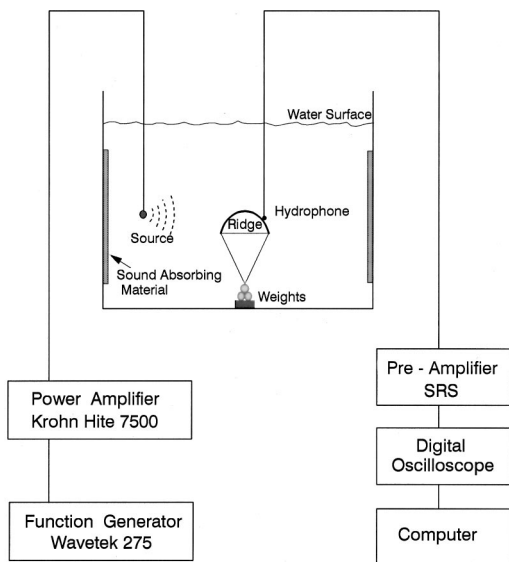 Water Surface
Hydrophone
Ridge
Source
Sound Absorbing
Material
Weights
Power Amplifier
Krohn Hite 7500
Function Generator
Wavetek 275
Pre - Amplifier
SRS
Digital
Oscilloscope
Computer